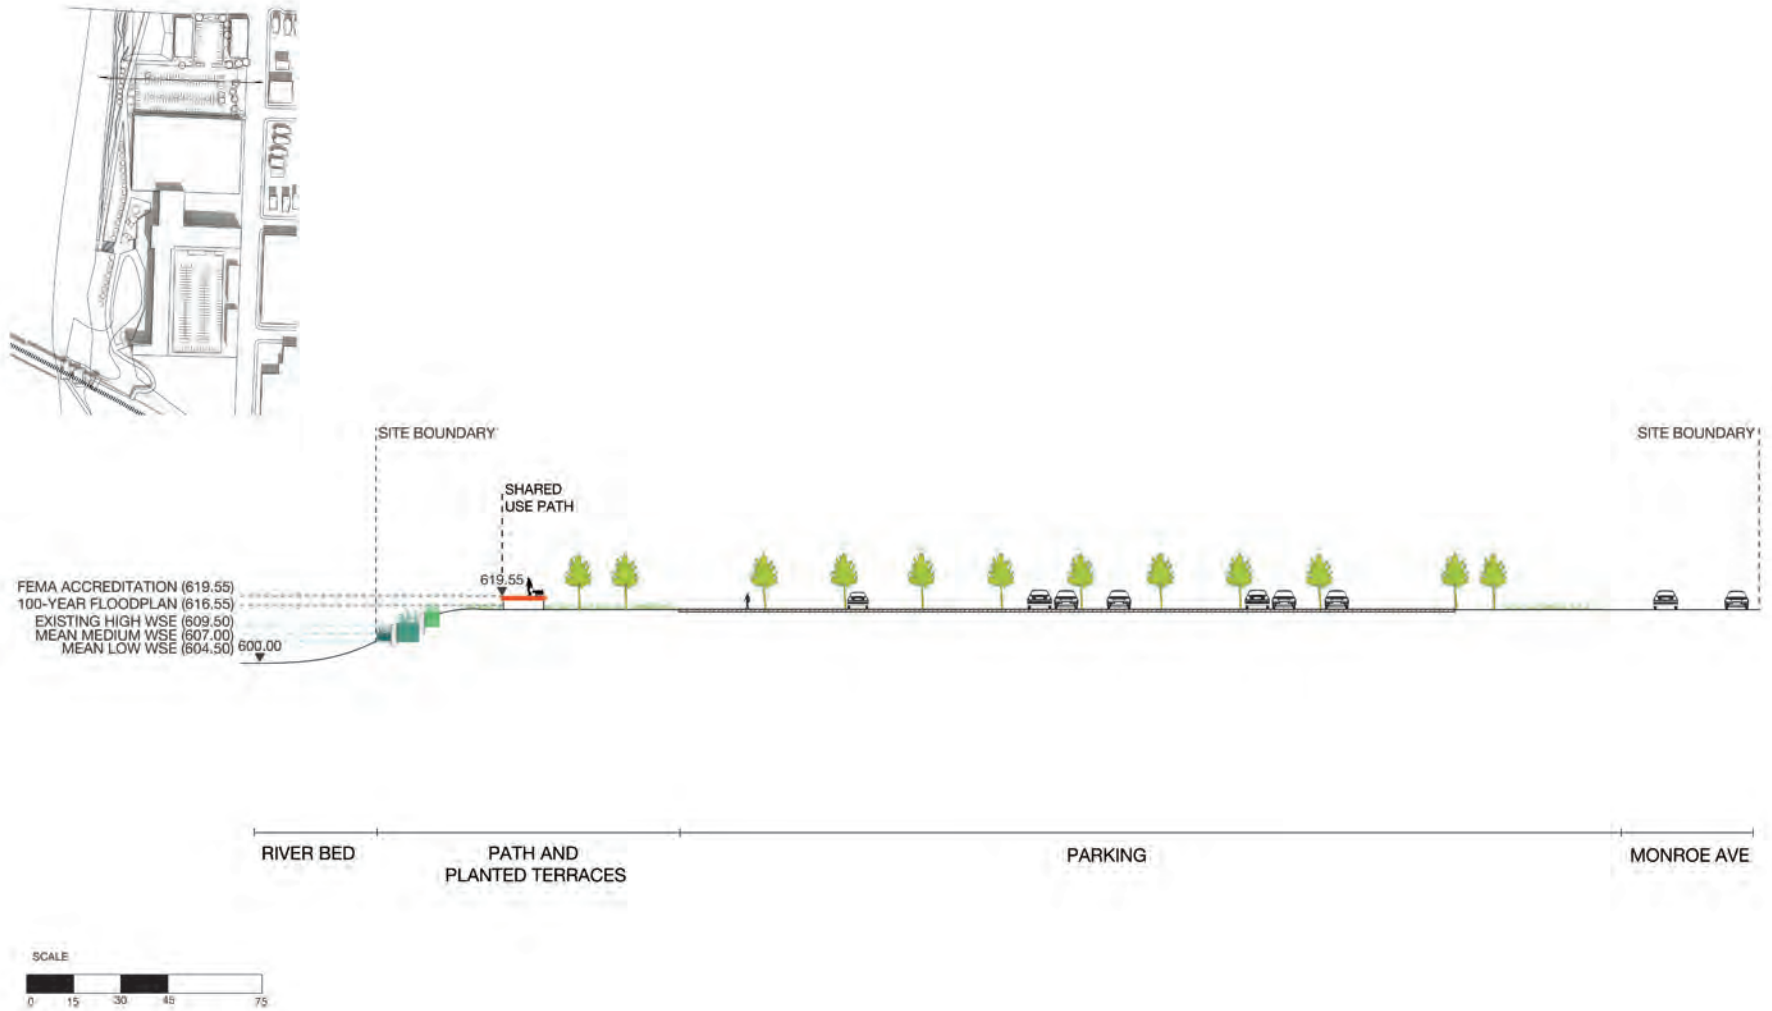 SITE BOUNDARY
SITE BOUNDARY
SHARED
USE PATH
619.55
FEMA ACCREDITATION (619.55)
100-YEAR FLOODPLAN (616.55)
EXISTING HIGH WSE (609.50)
MEAN MEDIUM WSE (607.00)
MEAN LOW WSE (604.50)
600.00
RIVER BED
PATH AND
PLANTED TERRACES
PARKING
MONROE AVE
SCALE
0 15 30 45 75